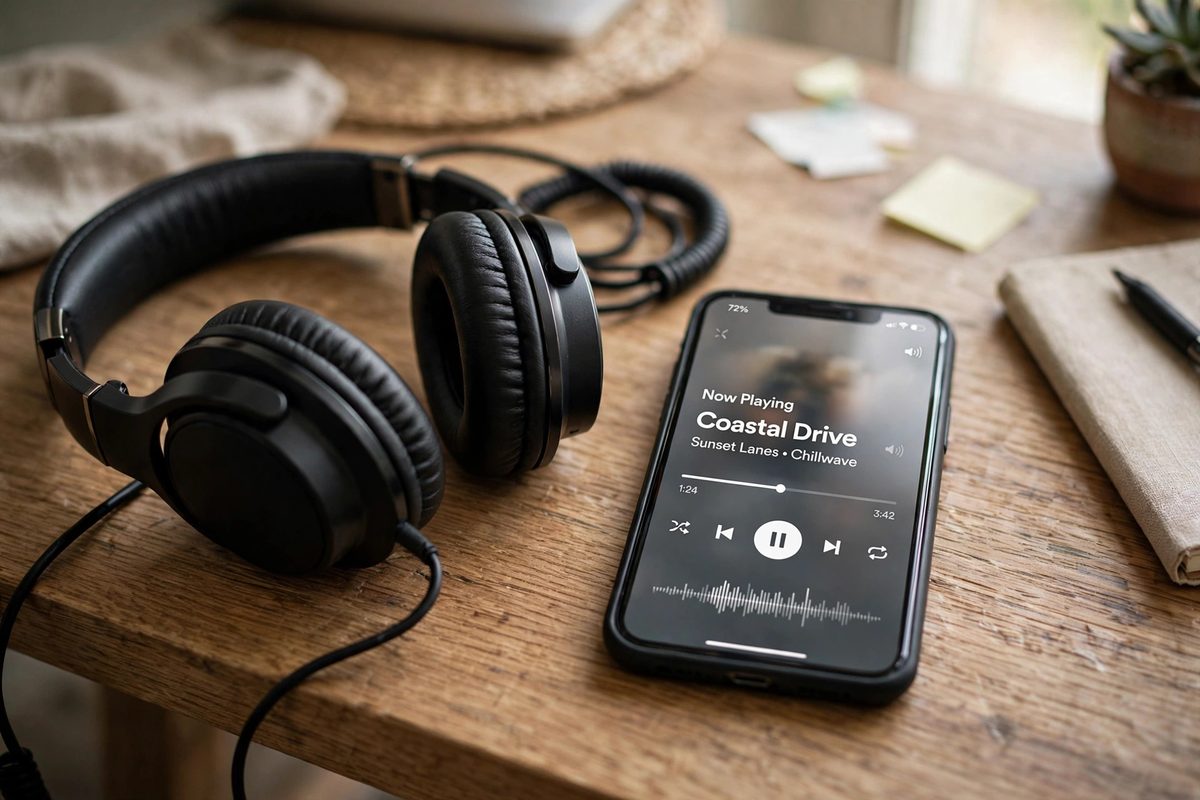 72%
Now Playing
Coastal Drive
Sunset Lanes • Chillwave
1:24
3:42